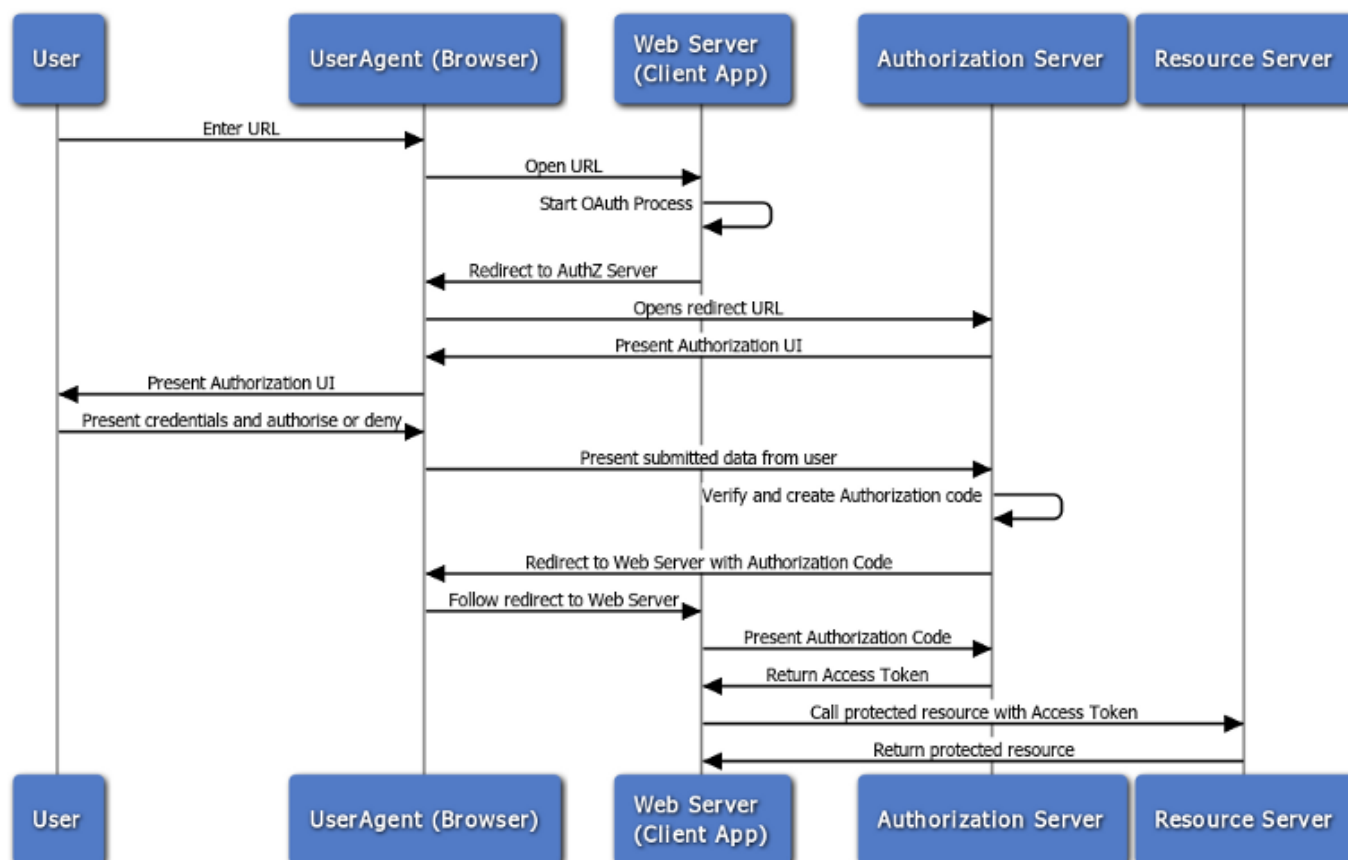 User
UserAgent (Browser)
Web Server
(Client App)
Authorization Server
Resource Server
Enter URL
Open URL
Start OAuth Process
Redirect to AuthZ Server
Opens redirect URL
Present Authorization UI
Present Authorization UI
Present credentials and authorise or deny
Present submitted data from user
Verify and create Authorization code
Redirect to Web Server with Authorization Code
Follow redirect to Web Server
Present Authorization Code
Return Access Token
Call protected resource with Access Token
Return protected resource
User
UserAgent (Browser)
Web Server
(Client App)
Authorization Server
Resource Server